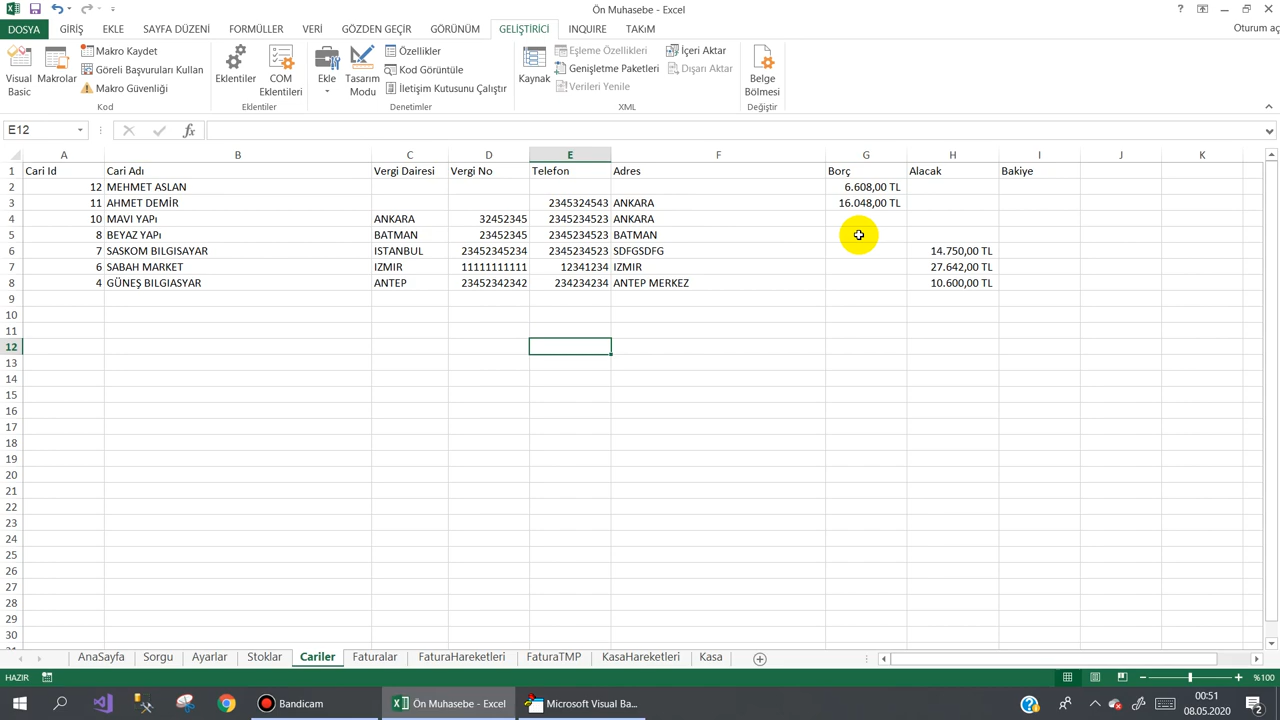 Ön Muhasebe - Excel
DOSYA GİRİŞ EKLE SAYFA DÜZENİ FORMÜLLER VERİ GÖZDEN GEÇİR GÖRÜNÜM GELİŞTİRİCİ INQUIRE TAKıM Oturum aç
Visual Basic
Makrolar
Makro Kaydet
Göreli Başvuruları Kullan
Makro Güvenliği
Kod
Eklentiler
COM Eklentileri
Eklentiler
Ekle
Tasarım Modu
Özellikler
Kod Görüntüle
İletişim Kutusunu Çalıştır
Denetimler
Kaynak
Eşleme Özellikleri
Genişletme Paketleri
Verileri Yenile
İçeri Aktar
Dışarı Aktar
XML
Belge Bölmesi
Değiştir
E12 fx
A B C D E F G H I J K
1 Cari Id Cari Adı Vergi Dairesi Vergi No Telefon Adres Borç Alacak Bakiye
2 12 MEHMET ASLAN 6.608,00 TL
3 11 AHMET DEMİR 2345324543 ANKARA 16.048,00 TL
4 10 MAVI YAPı ANKARA 32452345 2345234523 ANKARA
5 8 BEYAZ YAPı BATMAN 23452345 2345234523 BATMAN
6 7 SASKOM BILGISAYAR ISTANBUL 23452345234 2345234523 SDFGSDFG 14.750,00 TL
7 6 SABAH MARKET IZMIR 11111111111 12341234 IZMIR 27.642,00 TL
8 4 GÜNEŞ BILGIASYAR ANTEP 23452342342 234234234 ANTEP MERKEZ 10.600,00 TL
9
10
11
12
13
14
15
16
17
18
19
20
21
22
23
24
25
26
27
28
29
30
AnaSayfa Sorgu Ayarlar Stoklar Cariler Faturalar FaturaHareketleri FaturaTMP KasaHareketleri Kasa
HAZIR %100
Bandicam Ön Muhasebe - Excel Microsoft Visual Ba... 00:51
08.05.2020
2